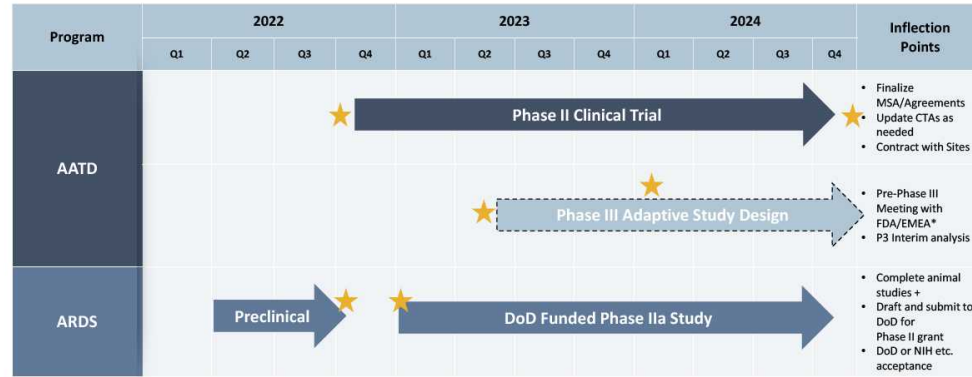 Program
2022
2023
2024
Inflection
Points
Q1 Q2 Q3 Q4 Q1 Q2 Q3 Q4 Q1 Q2 Q3 Q4
AATD
Phase II Clinical Trial
• Finalize
MSA/Agreements
• Update CTAs as
needed
• Contract with Sites
Phase III Adaptive Study Design
• Pre-Phase III
Meeting with
FDA/EMEA*
• P3 Interim analysis
ARDS
Preclinical
DoD Funded Phase IIa Study
• Complete animal
studies +
• Draft and submit to
DoD for
Phase II grant
• DoD or NIH etc.
acceptance